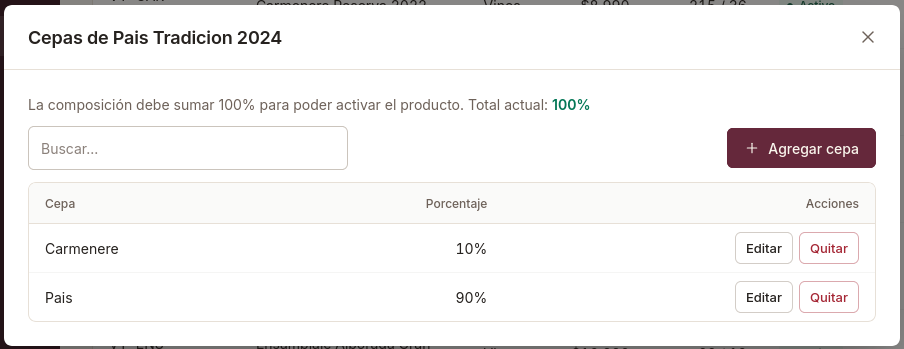 Cepas de Pais Tradicion 2024
La composición debe sumar 100% para poder activar el producto. Total actual: 100%
Buscar...
+ Agregar cepa
Cepa Porcentaje Acciones
Carmenere 10% Editar Quitar
Pais 90% Editar Quitar